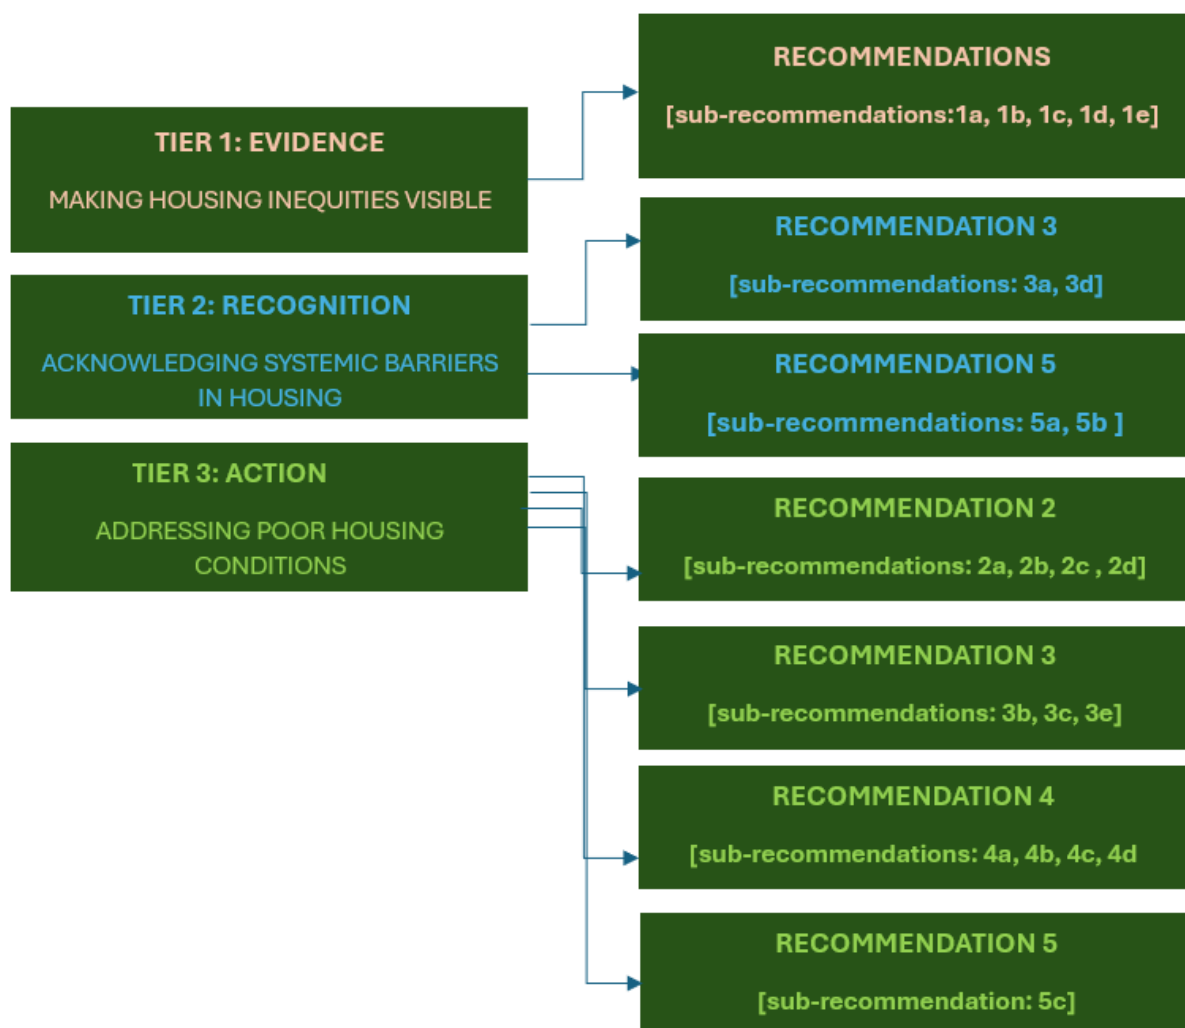 TIER 1: EVIDENCE
MAKING HOUSING INEQUITIES VISIBLE
RECOMMENDATIONS
[sub-recommendations:1a, 1b, 1c, 1d, 1e]
TIER 2: RECOGNITION
ACKNOWLEDGING SYSTEMIC BARRIERS
IN HOUSING
RECOMMENDATION 3
[sub-recommendations: 3a, 3d]
RECOMMENDATION 5
[sub-recommendations: 5a, 5b ]
TIER 3: ACTION
ADDRESSING POOR HOUSING
CONDITIONS
RECOMMENDATION 2
[sub-recommendations: 2a, 2b, 2c , 2d]
RECOMMENDATION 3
[sub-recommendations: 3b, 3c, 3e]
RECOMMENDATION 4
[sub-recommendations: 4a, 4b, 4c, 4d
RECOMMENDATION 5
[sub-recommendation: 5c]